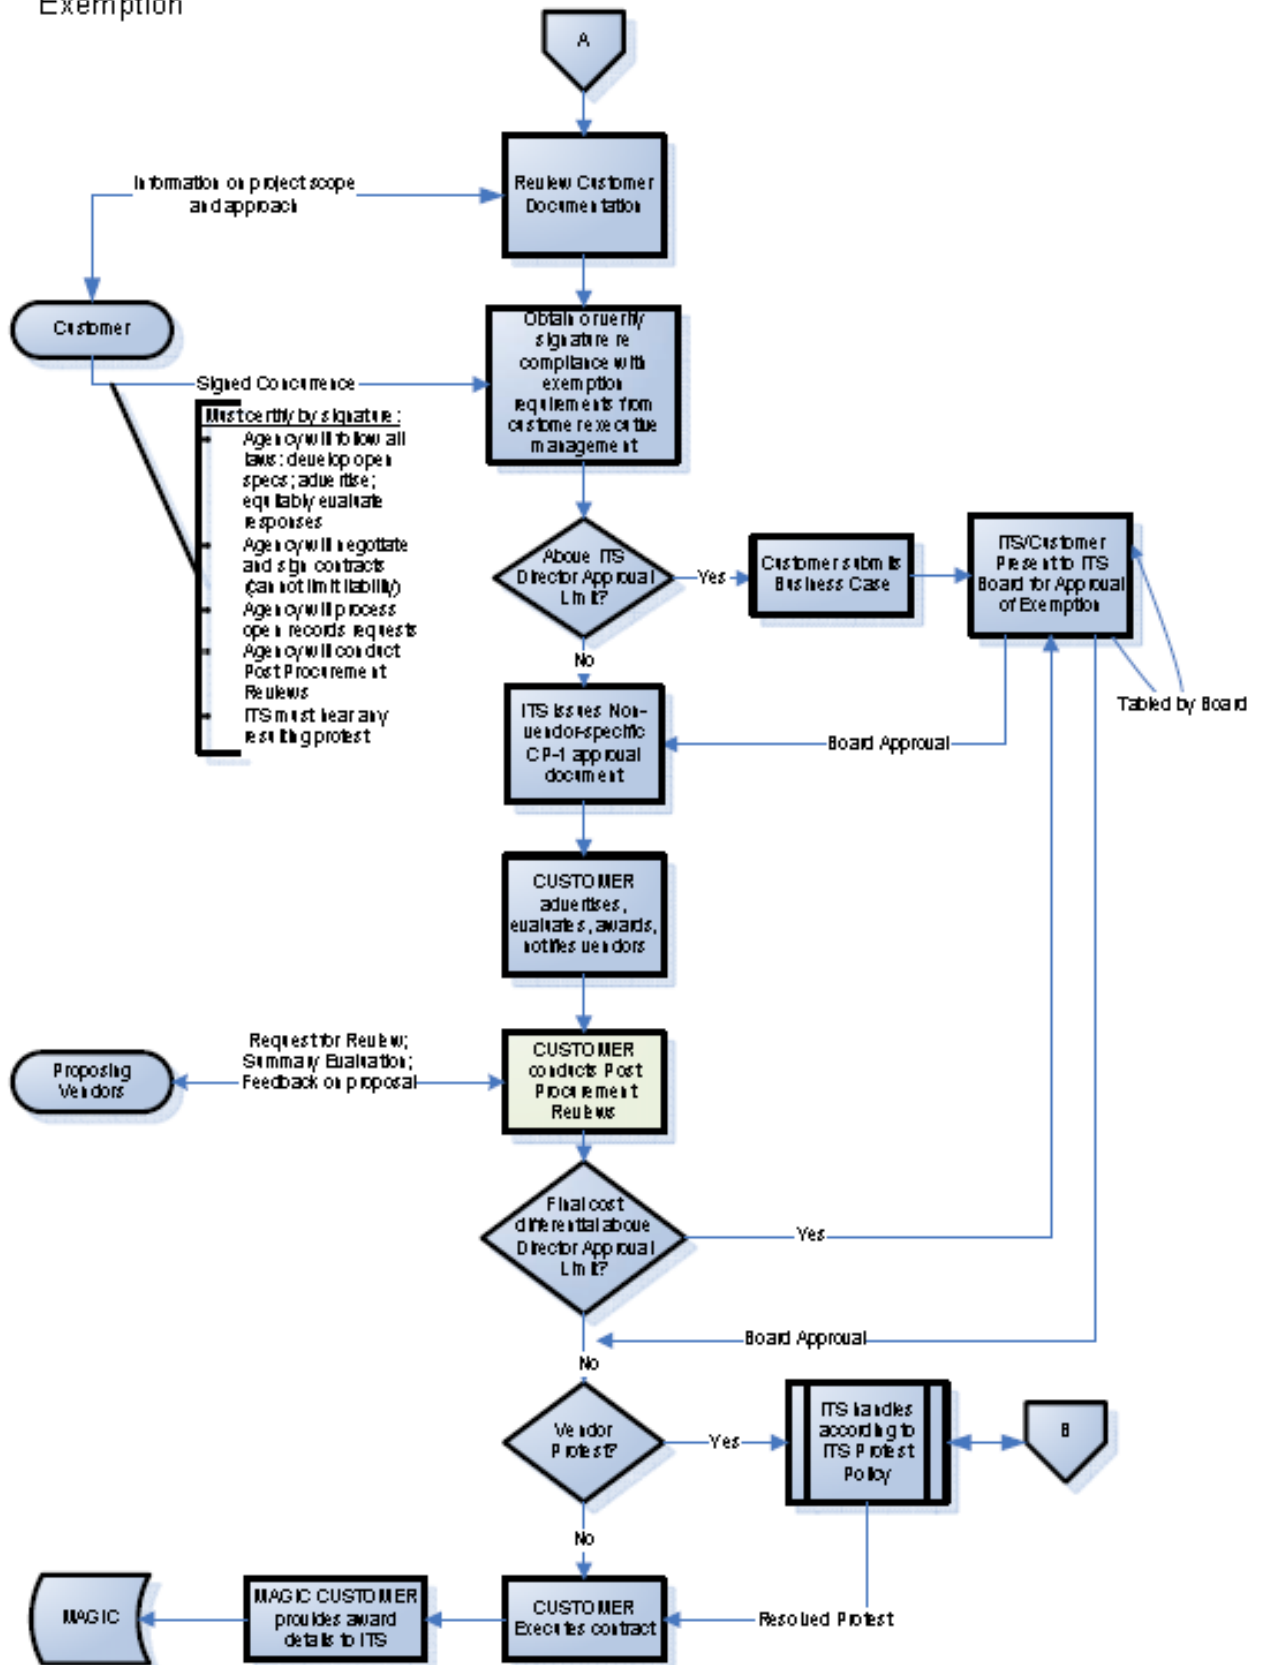 Exemption
A
Information on project scope
and approach
Review Customer
Documentation
Customer
Signed Concurrence
Obtain or verify
signature re
compliance with
exemption
requirements from
customer executive
management
Must certify by signature:
Agency will follow all
laws: develop open
specs; advertise;
equitably evaluate
responses
Agency will negotiate
and sign contracts
(cannot limit liability)
Agency will process
open records requests
Agency will conduct
Post Procurement
Reviews
ITS must hear any
resulting protest
Above ITS
Director Approval
Limit?
Yes
Customer submits
Business Case
ITS/Customer
Present to ITS
Board for Approval
of Exemption
Tabled by Board
No
ITS Issues Non-
vendor-specific
CP-1 approval
document
Board Approval
CUSTOMER
advertises,
evaluates, awards,
notifies vendors
Proposing
Vendors
Request for Review;
Summary Evaluation;
Feedback on proposal
CUSTOMER
conducts Post
Procurement
Reviews
Final cost
differential above
Director Approval
Limit?
Yes
Board Approval
No
Vendor
Protest?
Yes
ITS handles
according to
ITS Protest
Policy
B
No
MAGIC
MAGIC CUSTOMER
provides award
details to ITS
CUSTOMER
Executes contract
Resolved Protest